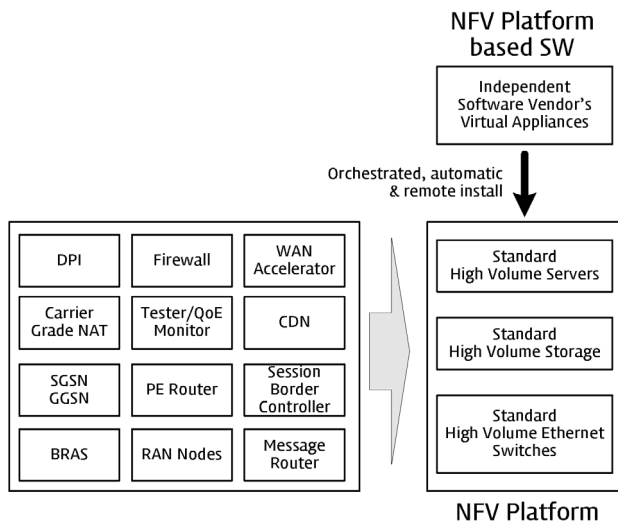 NFV Platform
based SW
Independent
Software Vendor's
Virtual Appliances
Orchestrated, automatic
& remote install
DPI
Firewall
WAN
Accelerator
Carrier
Grade NAT
Tester/QoE
Monitor
CDN
SGSN
GGSN
PE Router
Session
Border
Controller
BRAS
RAN Nodes
Message
Router
Standard
High Volume Servers
Standard
High Volume Storage
Standard
High Volume Ethernet
Switches
NFV Platform